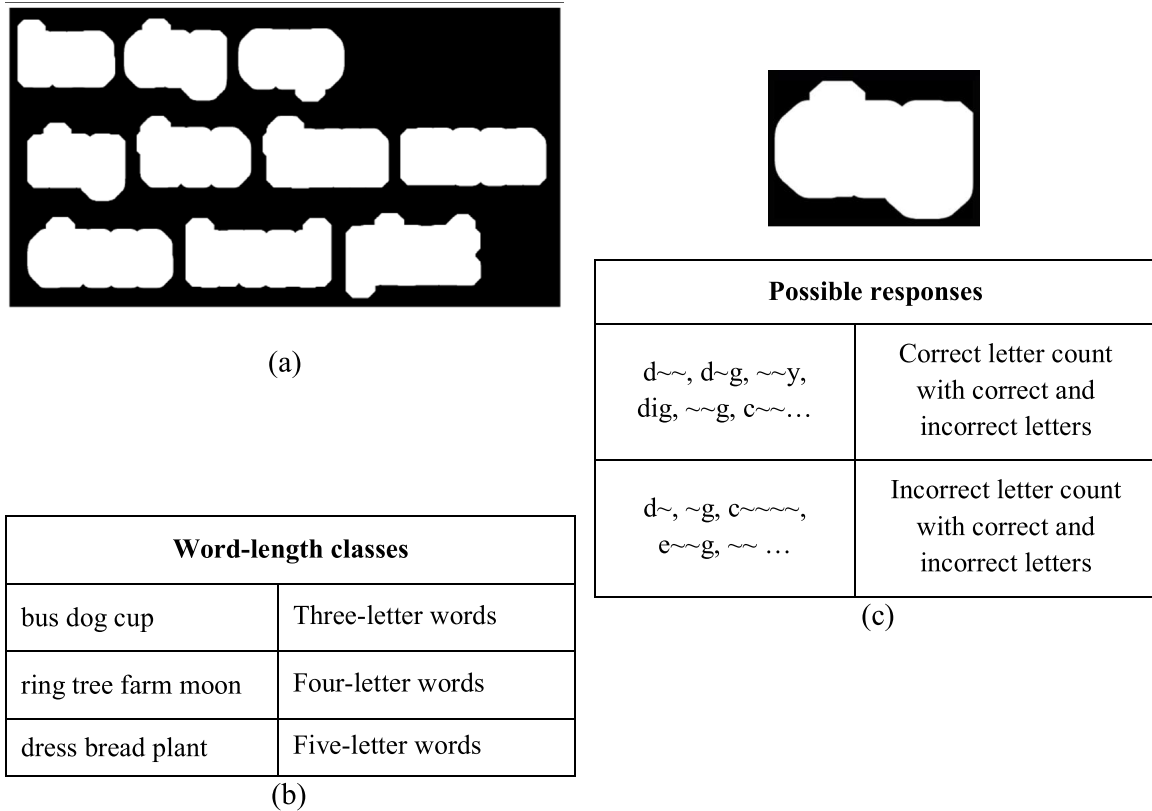 (a)
Word-length classes
bus dog cup
Three-letter words
ring tree farm moon
Four-letter words
dress bread plant
Five-letter words
(b)
Possible responses
d~~, d~g, ~~y,
dig, ~~g, c~~…
Correct letter count
with correct and
incorrect letters
d~, ~g, c~~~~,
e~~g, ~~ …
Incorrect letter count
with correct and
incorrect letters
(c)